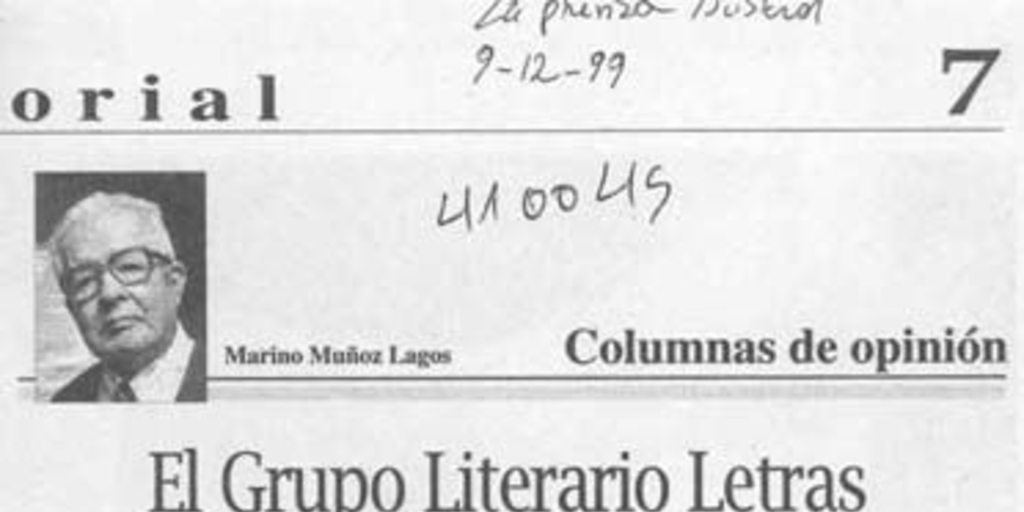 La prensa Austral
9-12-99
orial 7
410045
Marino Muñoz Lagos
Columnas de opinión
El Grupo Literario Letras